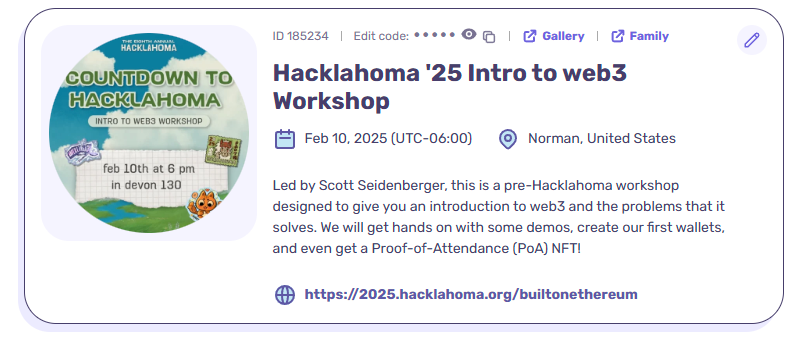 THE EIGHTH ANNUAL
HACKLAHOMA
COUNTDOWN TO
HACKLAHOMA
INTRO TO WEB3 WORKSHOP
feb 10th at 6 pm
in devon 130
ID 185234 | Edit code: ••••• | Gallery | Family
Hacklahoma '25 Intro to web3
Workshop
Feb 10, 2025 (UTC-06:00) Norman, United States
Led by Scott Seidenberger, this is a pre-Hacklahoma workshop
designed to give you an introduction to web3 and the problems that it
solves. We will get hands on with some demos, create our first wallets,
and even get a Proof-of-Attendance (PoA) NFT!
https://2025.hacklahoma.org/builtonethereum